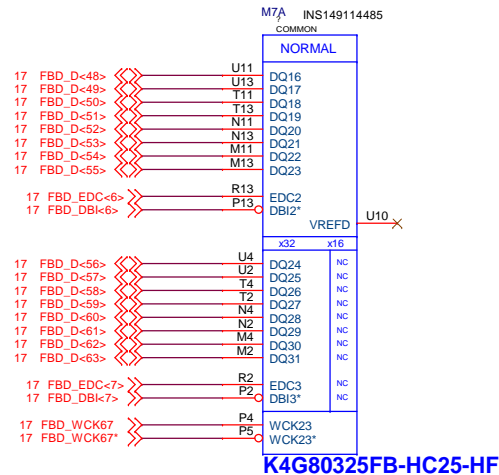 M7A INS149114485
?
COMMON
NORMAL
17 FBD_D<48> U11 DQ16
17 FBD_D<49> U13 DQ17
17 FBD_D<50> T11 DQ18
17 FBD_D<51> T13 DQ19
17 FBD_D<52> N11 DQ20
17 FBD_D<53> N13 DQ21
17 FBD_D<54> M11 DQ22
17 FBD_D<55> M13 DQ23
17 FBD_EDC<6> R13 EDC2
17 FBD_DBI<6> P13 DBI2*
VREFD U10
x32 x16
17 FBD_D<56> U4 DQ24 NC
17 FBD_D<57> U2 DQ25 NC
17 FBD_D<58> T4 DQ26 NC
17 FBD_D<59> T2 DQ27 NC
17 FBD_D<60> N4 DQ28 NC
17 FBD_D<61> N2 DQ29 NC
17 FBD_D<62> M4 DQ30 NC
17 FBD_D<63> M2 DQ31 NC
17 FBD_EDC<7> R2 EDC3 NC
17 FBD_DBI<7> P2 DBI3* NC
17 FBD_WCK67 P4 WCK23
17 FBD_WCK67* P5 WCK23*
K4G80325FB-HC25-HF